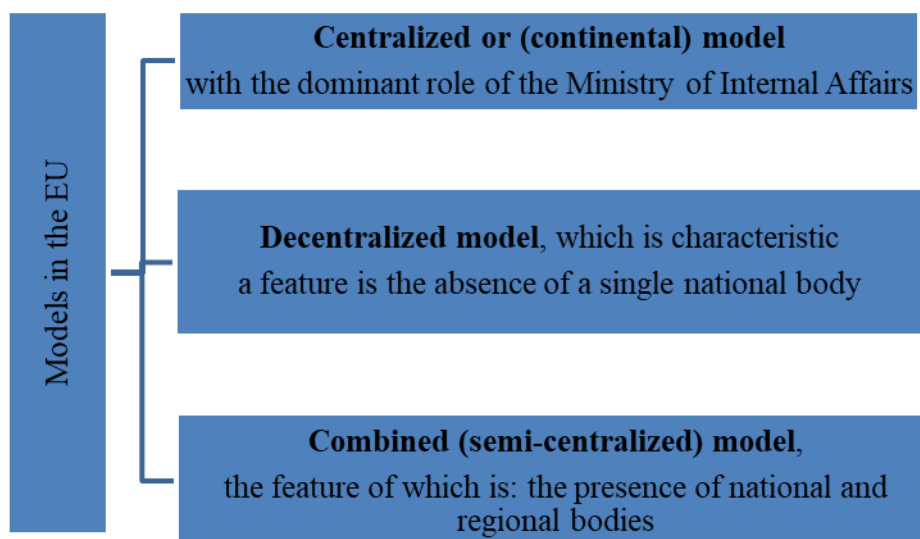 Models in the EU
Centralized or (continental) model
with the dominant role of the Ministry of Internal Affairs
Decentralized model, which is characteristic
a feature is the absence of a single national body
Combined (semi-centralized) model,
the feature of which is: the presence of national and
regional bodies